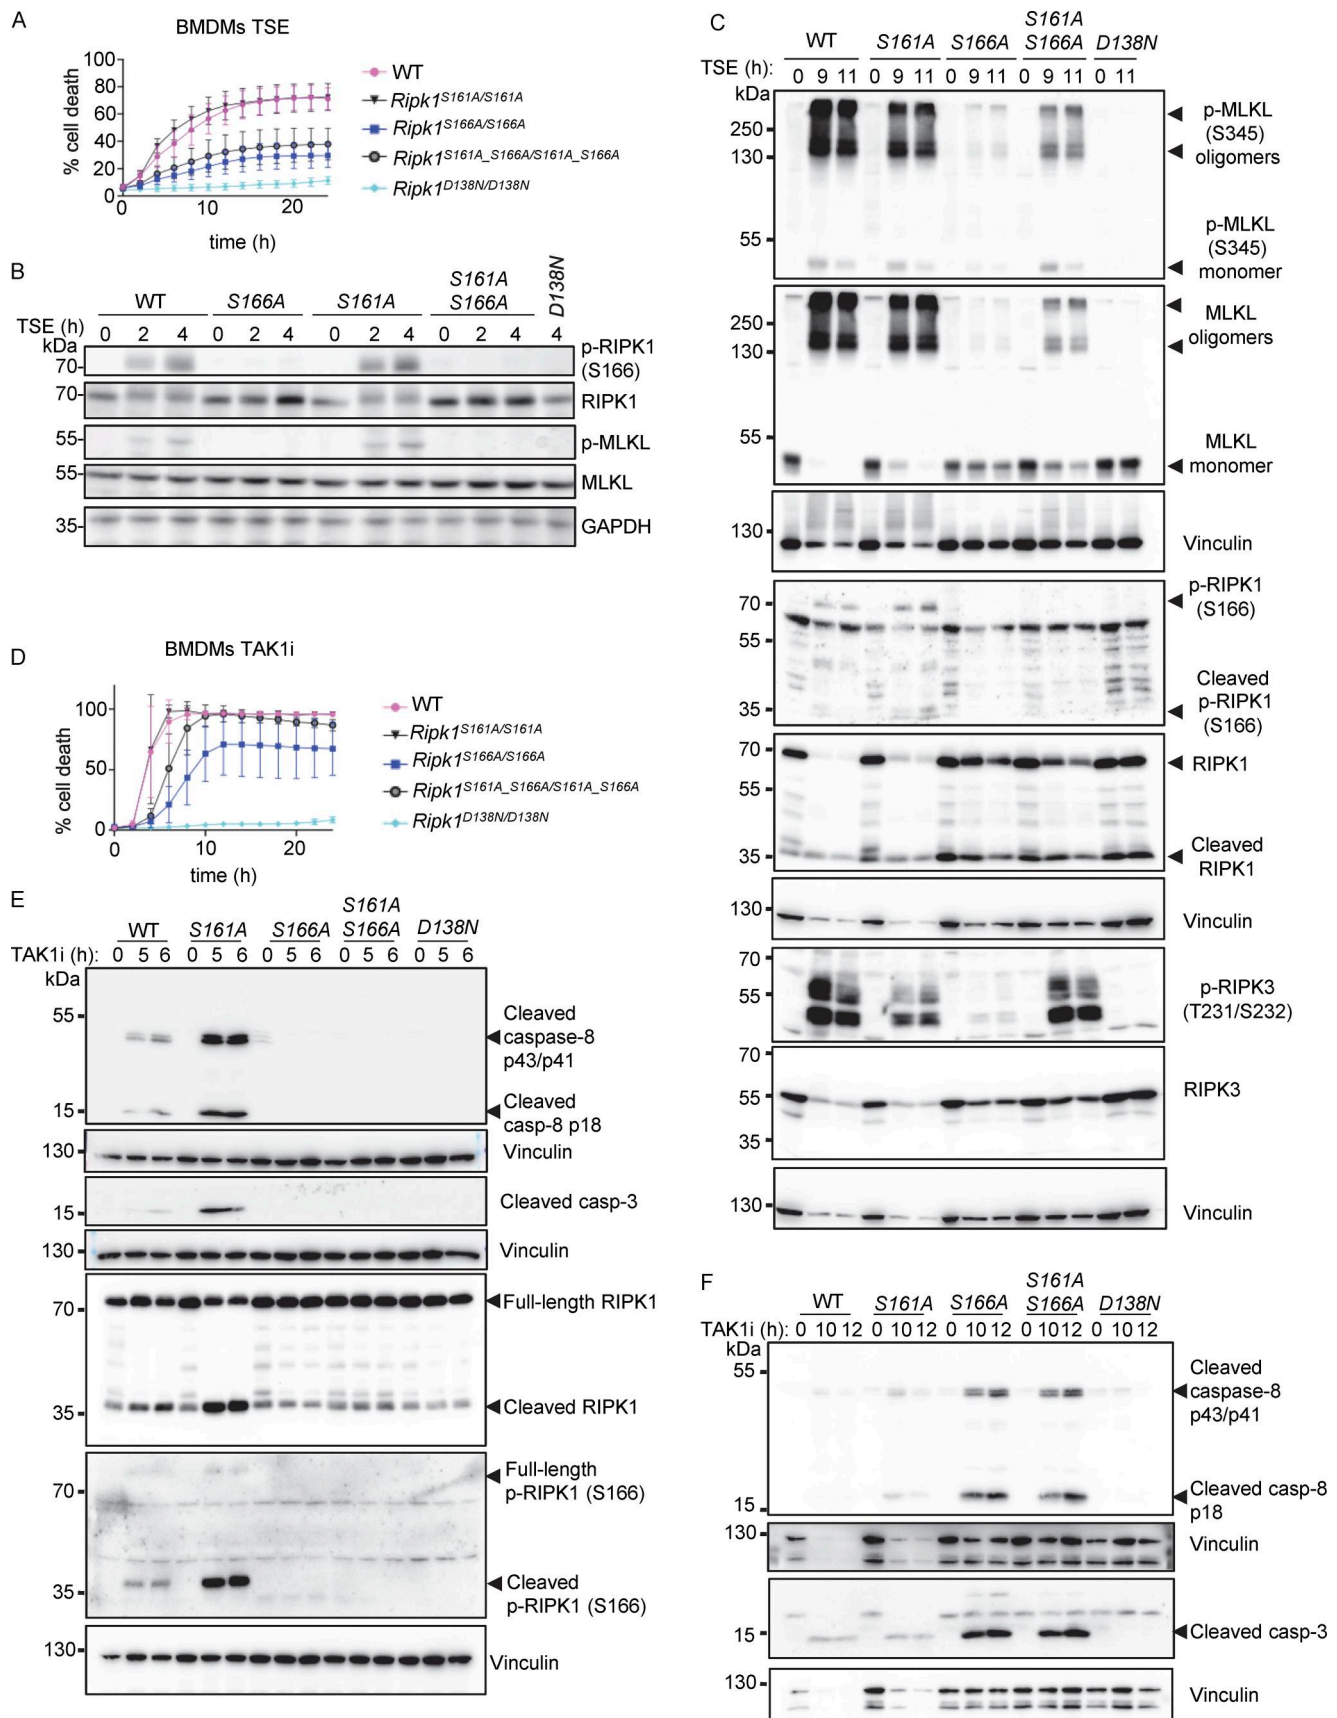 A
BMDMs TSE
% cell death
100
80
60
40
20
0
0 10 20
time (h)
WT
Ripk1S161A/S161A
Ripk1S166A/S166A
Ripk1S161A_S166A/S161A_S166A
Ripk1D138N/D138N
B
WT S166A S161A S161A S166A D138N
TSE (h) 0 2 4 0 2 4 0 2 4 0 2 4 4
kDa
70- p-RIPK1 (S166)
70- RIPK1
55- p-MLKL
55- MLKL
35- GAPDH
C
S161A
WT S161A S166A S166A D138N
TSE (h): 0 9 11 0 9 11 0 9 11 0 9 11 0 11
kDa
250
130
55
p-MLKL
(S345)
oligomers
p-MLKL
(S345)
monomer
250
130
55
MLKL
oligomers
MLKL
monomer
130 Vinculin
70
55
35
p-RIPK1
(S166)
Cleaved
p-RIPK1
(S166)
70
55
35
RIPK1
Cleaved
RIPK1
130 Vinculin
70
55
p-RIPK3
(T231/S232)
70
55
35
RIPK3
130 Vinculin
D
BMDMs TAK1i
% cell death
100
50
0
0 10 20
time (h)
WT
Ripk1S161A/S161A
Ripk1S166A/S166A
Ripk1S161A_S166A/S161A_S166A
Ripk1D138N/D138N
E
S161A
WT S161A S166A S166A D138N
TAK1i (h): 0 5 6 0 5 6 0 5 6 0 5 6 0 5 6
kDa
55
15
Cleaved
caspase-8
p43/p41
Cleaved
casp-8 p18
130 Vinculin
15 Cleaved casp-3
130 Vinculin
70 Full-length RIPK1
35 Cleaved RIPK1
70
35
Full-length
p-RIPK1 (S166)
Cleaved
p-RIPK1 (S166)
130 Vinculin
F
S161A
WT S161A S166A S166A D138N
TAK1i (h): 0 10 12 0 10 12 0 10 12 0 10 12 0 10 12
kDa
55
15
Cleaved
caspase-8
p43/p41
Cleaved casp-8
p18
130 Vinculin
15 Cleaved casp-3
130 Vinculin